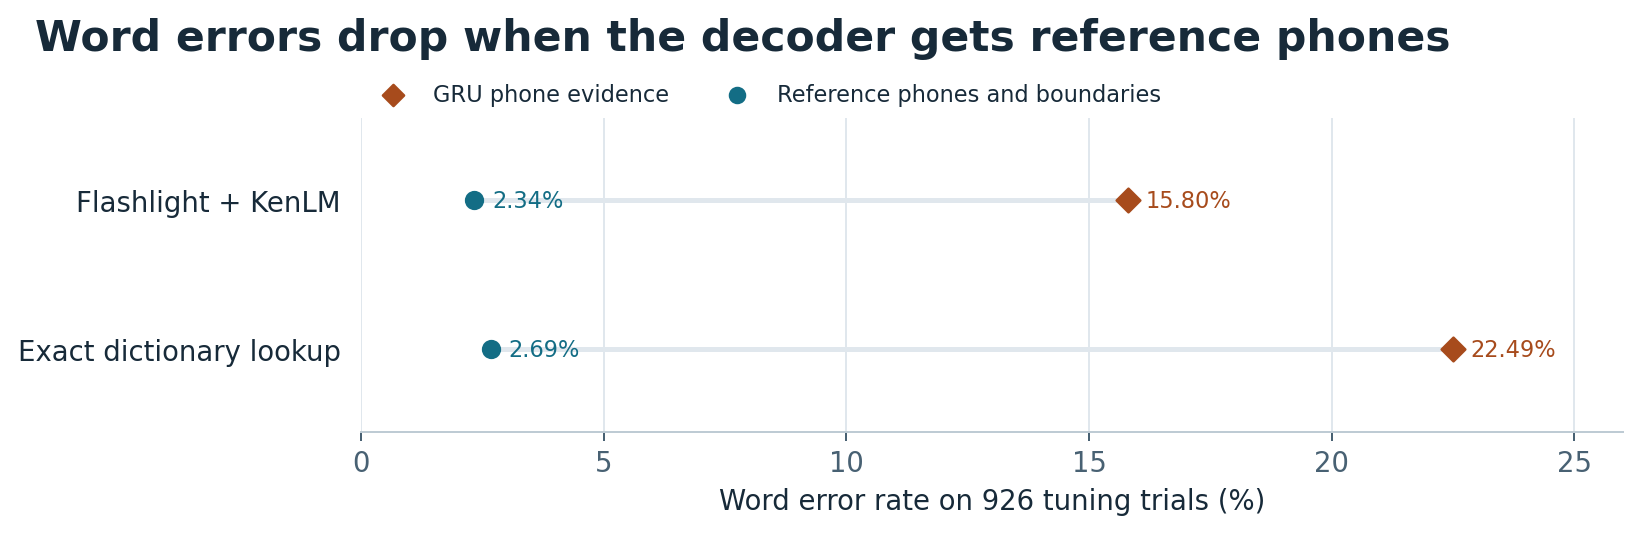 Word errors drop when the decoder gets reference phones
GRU phone evidence
Reference phones and boundaries
Flashlight + KenLM
2.34%
15.80%
Exact dictionary lookup
2.69%
22.49%
0
5
10
15
20
25
Word error rate on 926 tuning trials (%)